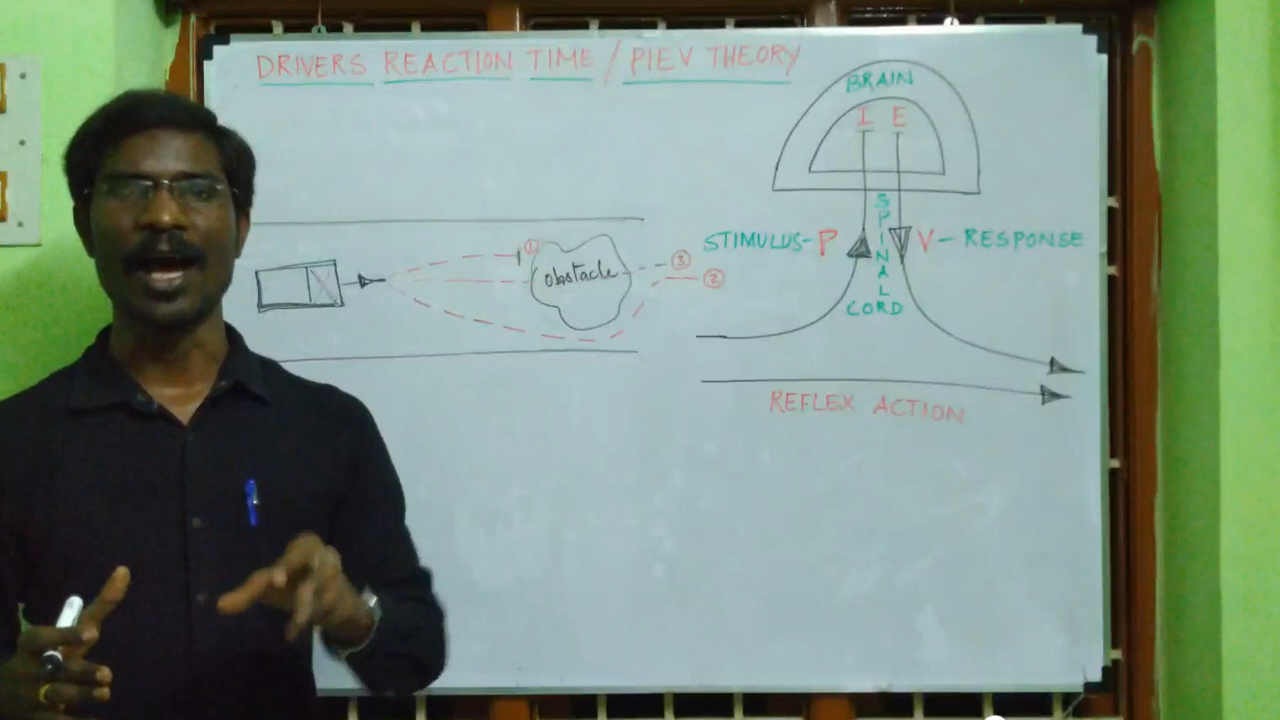 DRIVERS REACTION TIME / PIEV THEORY
BRAIN
I E
SPINAL
CORD
STIMULUS-P
V-RESPONSE
REFLEX ACTION
①
Obstacle
③
②